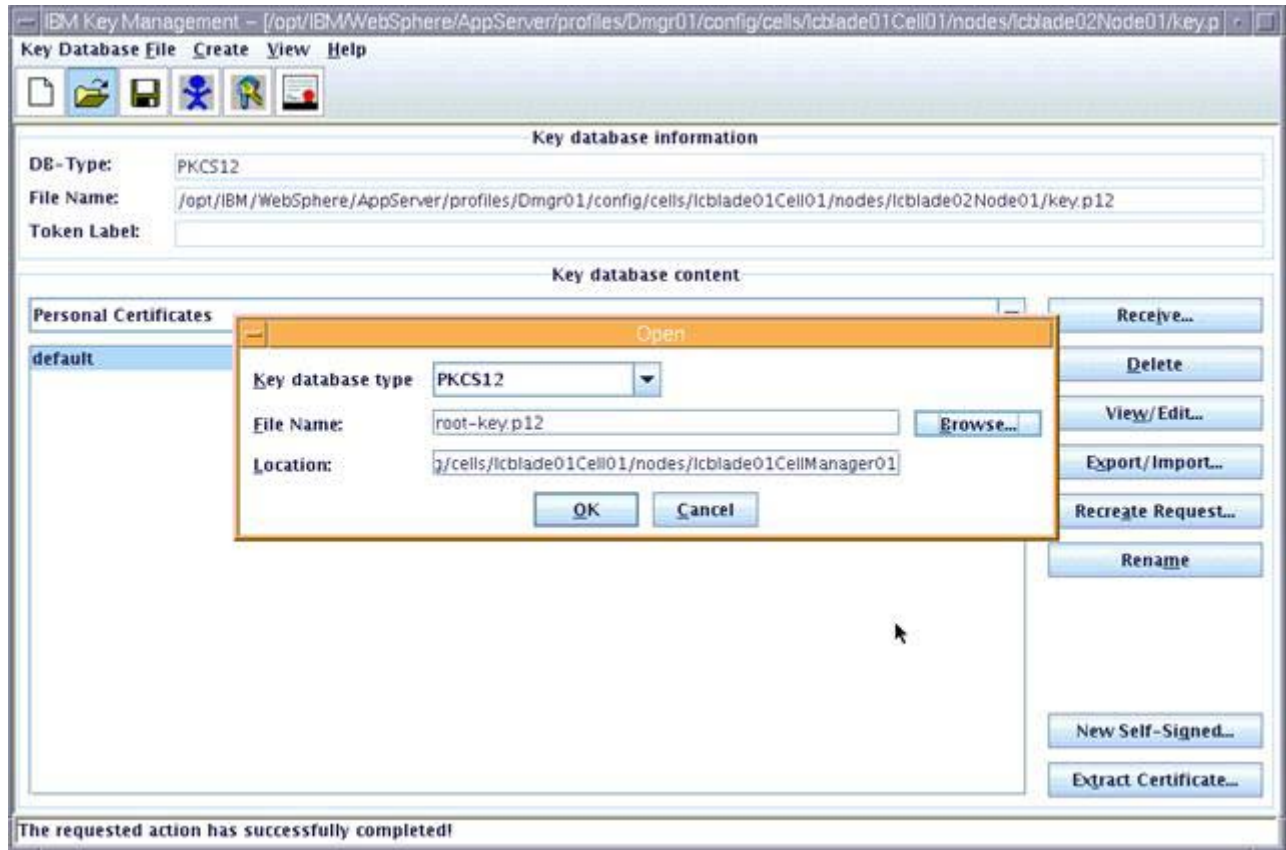 IBM Key Management - [/opt/IBM/WebSphere/AppServer/profiles/Dmgr01/config/cells/lcblade01Cell01/nodes/lcblade02Node01/key.p
Key Database File Create View Help
Key database information
DB-Type: PKCS12
File Name: /opt/IBM/WebSphere/AppServer/profiles/Dmgr01/config/cells/lcblade01Cell01/nodes/lcblade02Node01/key.p12
Token Label:
Key database content
Personal Certificates
Receive...
default
Open
Delete
Key database type PKCS12
View/Edit...
File Name: root-key.p12 Browse...
Location: g/cells/lcblade01Cell01/nodes/lcblade01CellManager01
Export/Import...
OK Cancel
Recreate Request...
Rename
New Self-Signed...
Extract Certificate...
The requested action has successfully completed!